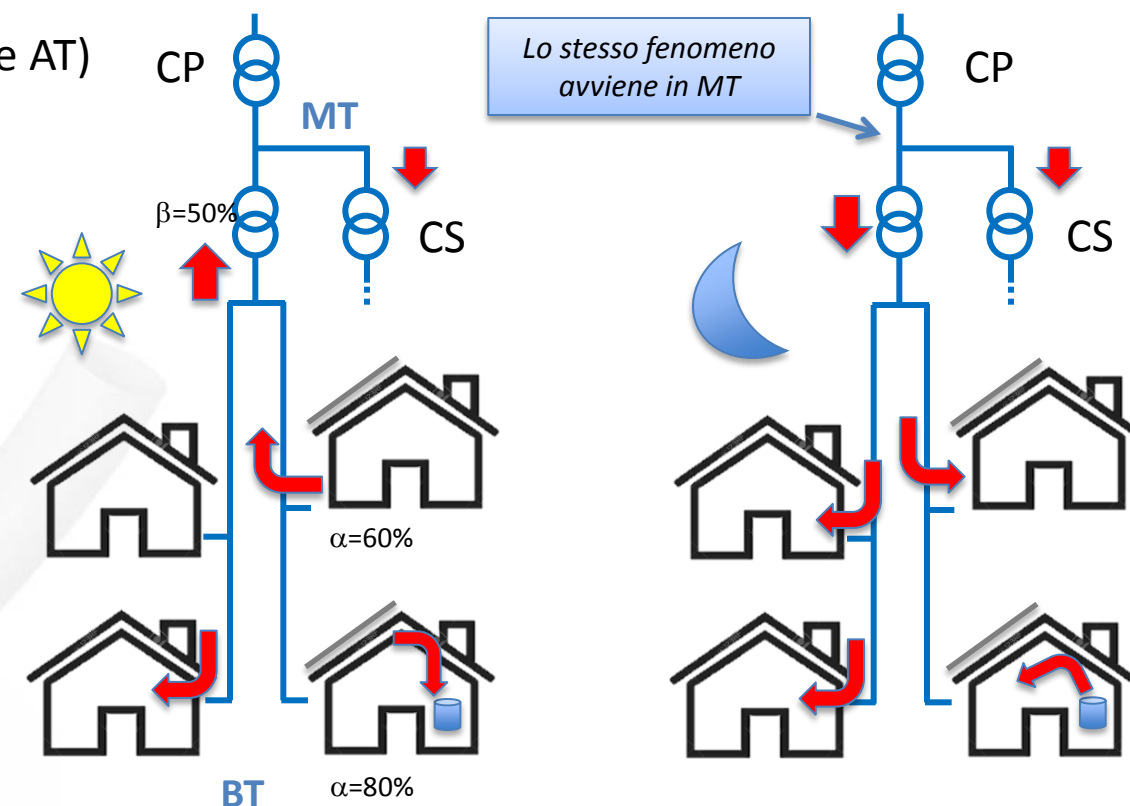 e AT)
CP
MT
β=50%
CS
α=60%
α=80%
BT
Lo stesso fenomeno
avviene in MT
CP
CS